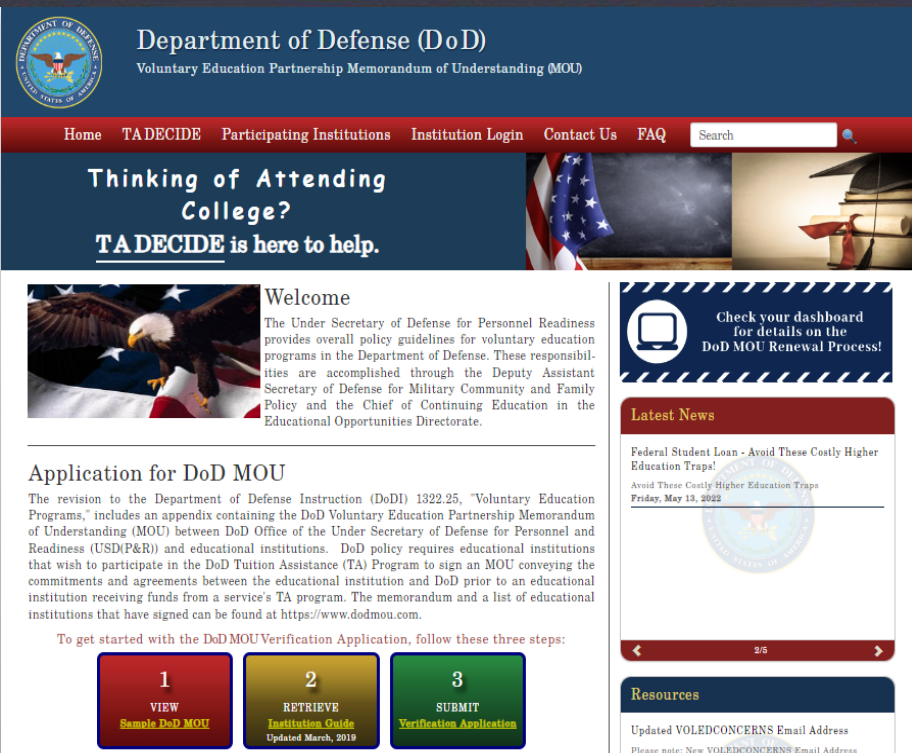 Department of Defense (DoD)
Voluntary Education Partnership Memorandum of Understanding (MOU)
Home TA DECIDE Participating Institutions Institution Login Contact Us FAQ Search
Thinking of Attending
College?
TA DECIDE is here to help.
Welcome
The Under Secretary of Defense for Personnel Readiness
provides overall policy guidelines for voluntary education
programs in the Department of Defense. These responsibil-
ities are accomplished through the Deputy Assistant
Secretary of Defense for Military Community and Family
Policy and the Chief of Continuing Education in the
Educational Opportunities Directorate.
Application for DoD MOU
The revision to the Department of Defense Instruction (DoDI) 1322.25, "Voluntary Education
Programs," includes an appendix containing the DoD Voluntary Education Partnership Memorandum
of Understanding (MOU) between DoD Office of the Under Secretary of Defense for Personnel and
Readiness (USD(P&R)) and educational institutions. DoD policy requires educational institutions
that wish to participate in the DoD Tuition Assistance (TA) Program to sign an MOU conveying the
commitments and agreements between the educational institution and DoD prior to an educational
institution receiving funds from a service's TA program. The memorandum and a list of educational
institutions that have signed can be found at https://www.dodmou.com.
To get started with the DoD MOU Verification Application, follow these three steps:
1
VIEW
Sample DoD MOU
2
RETRIEVE
Institution Guide
Updated March, 2019
3
SUBMIT
Verification Application
Check your dashboard
for details on the
DoD MOU Renewal Process!
Latest News
Federal Student Loan - Avoid These Costly Higher
Education Traps!
Avoid These Costly Higher Education Traps
Friday, May 13, 2022
2/5
Resources
Updated VOLEDCONCERNS Email Address
Please note: New VOLEDCONCERNS Email Address
DEPARTMENT OF DEFENSE
UNITED STATES OF AMERICA